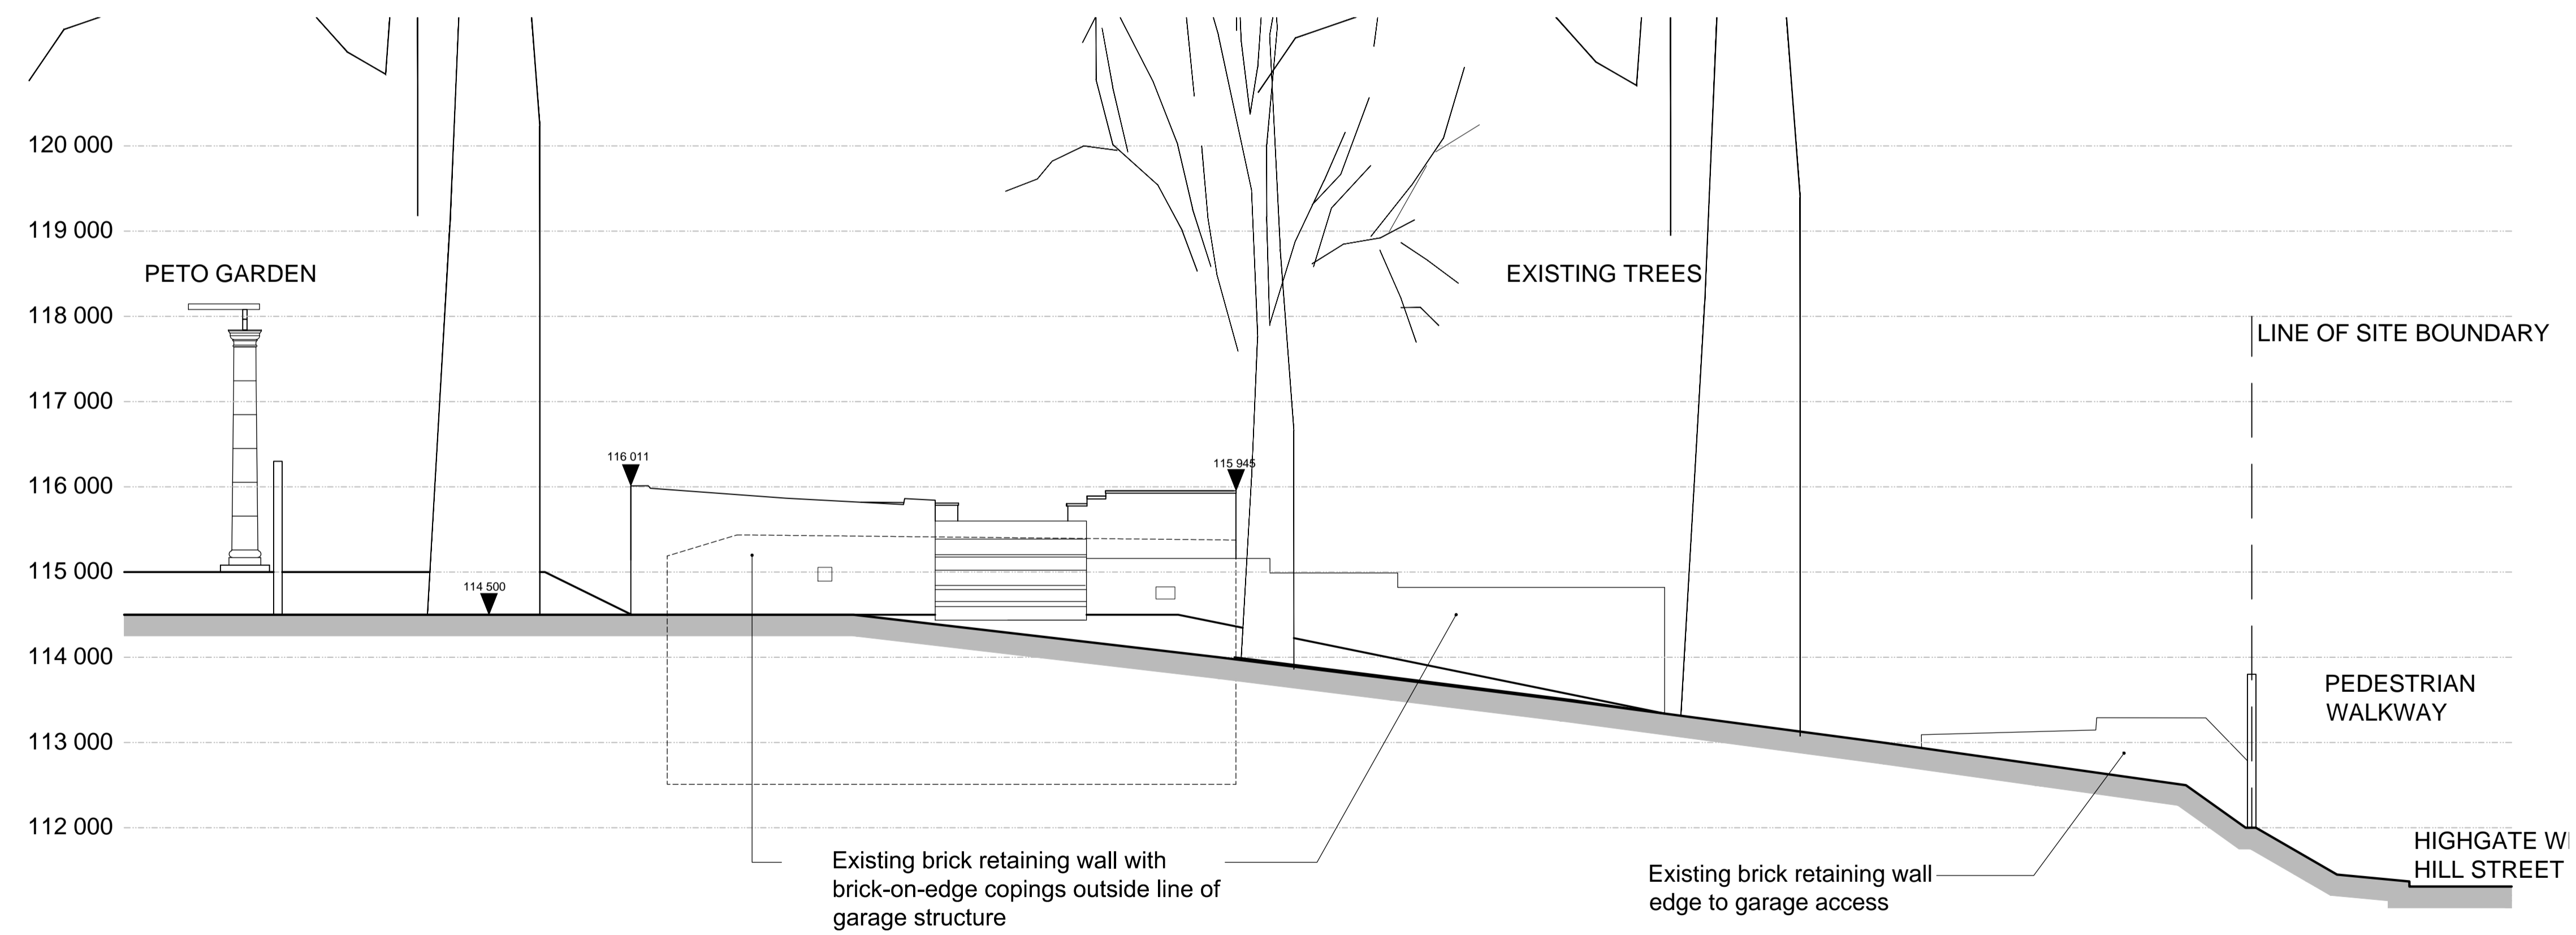 120 000
119 000
PETO GARDEN
EXISTING TREES
118 000
LINE OF SITE BOUNDARY
117 000
116 011
115 945
116 000
115 000
114 500
114 000
PEDESTRIAN
WALKWAY
113 000
112 000
HIGHGATE W
HILL STREET
Existing brick retaining wall with
brick-on-edge copings outside line of
garage structure
Existing brick retaining wall
edge to garage access